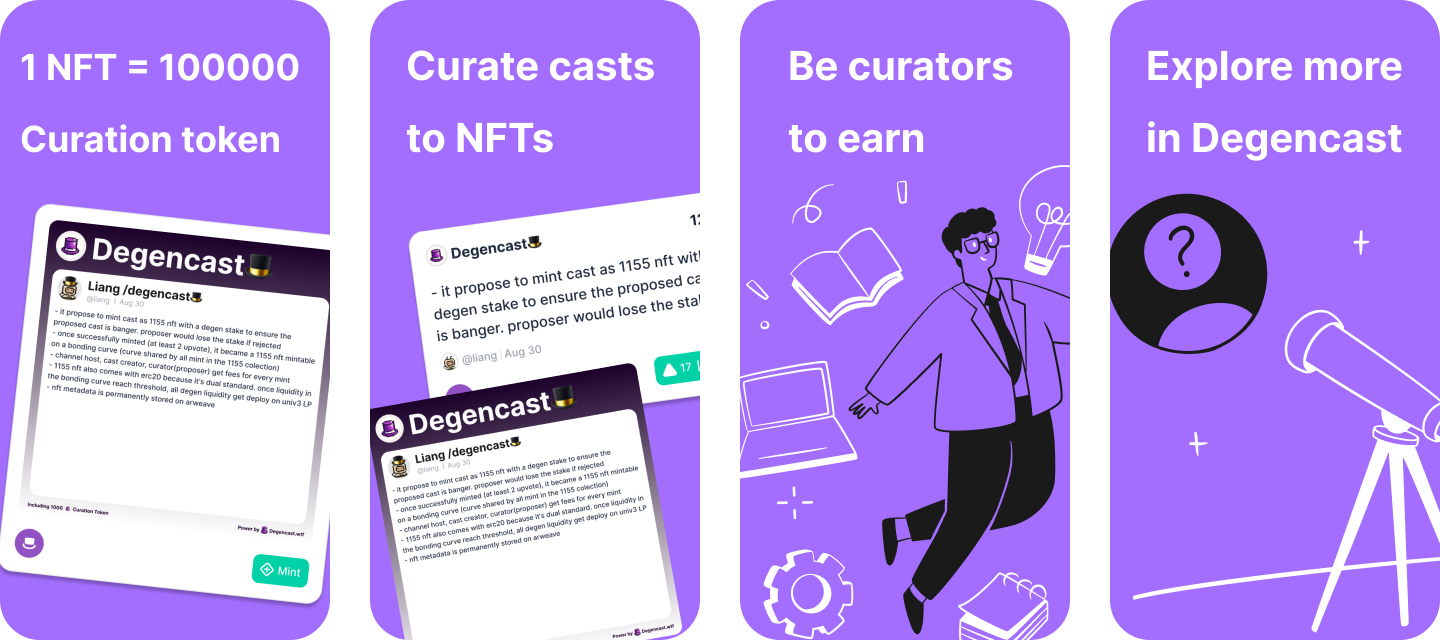 1 NFT = 100000
Curation token
Degencast
Liang /degencast
@liang | Aug 30
- it propose to mint cast as 1155 nft with a degen stake to ensure the
proposed cast is banger. proposer would lose the stake if rejected
- once successfully minted (at least 2 upvote), it became a 1155 nft mintable
on a bonding curve (curve shared by all mint in the 1155 colection)
- channel host, cast creator, curator(proposer) get fees for every mint
- 1155 nft also comes with erc20 because it's dual standard. once liquidity in
the bonding curve reach threshold, all degen liquidity get deploy on univ3 LP
- nft metadata is permanently stored on arweave
Including 1000 Curation Token
Power by Degencast.wtf
Mint
Curate casts
to NFTs
Degencast
- it propose to mint cast as 1155 nft with
degen stake to ensure the proposed ca
is banger. proposer would lose the stak
@liang | Aug 30
17
Degencast
Liang /degencast
@liang | Aug 30
- it propose to mint cast as 1155 nft with a degen stake to ensure the
proposed cast is banger. proposer would lose the stake if rejected
- once successfully minted (at least 2 upvote), it became a 1155 nft mintable
on a bonding curve (curve shared by all mint in the 1155 colection)
- channel host, cast creator, curator(proposer) get fees for every mint
- 1155 nft also comes with erc20 because it's dual standard. once liquidity in
the bonding curve reach threshold, all degen liquidity get deploy on univ3 LP
- nft metadata is permanently stored on arweave
Power by Degencast.wtf
Be curators
to earn
Explore more
in Degencast
?